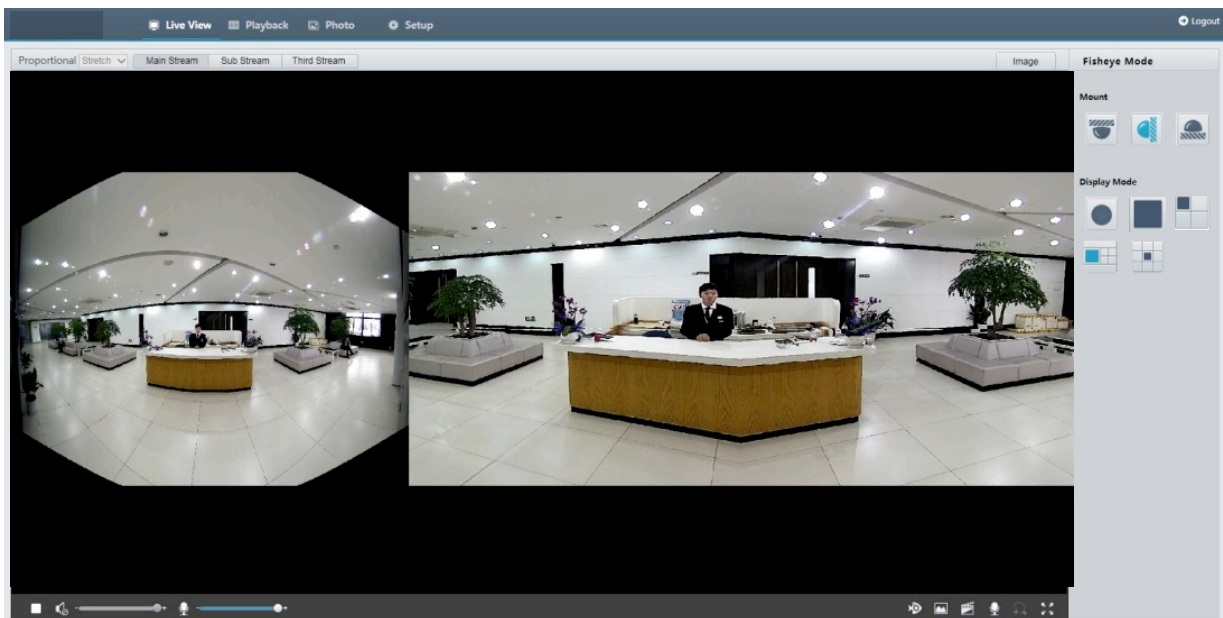 Live View Playback Photo Setup Logout
Proportional Stretch Main Stream Sub Stream Third Stream Image Fisheye Mode
Mount
Display Mode